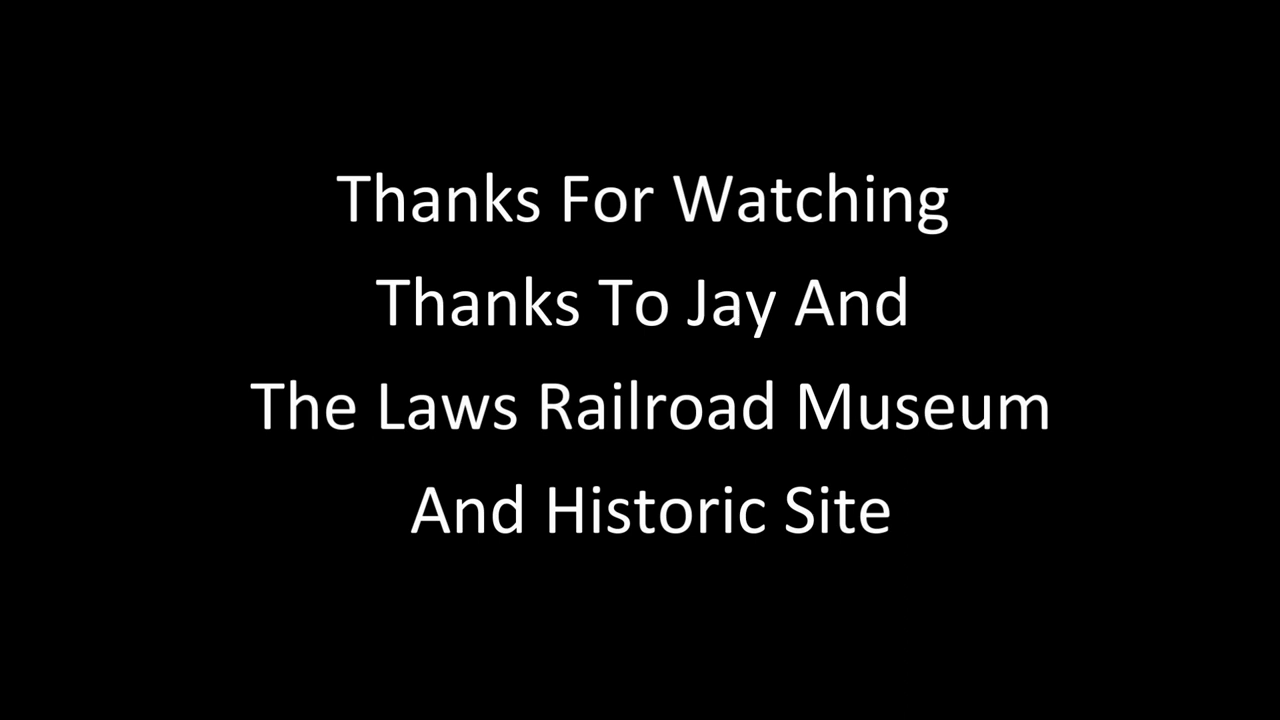 Thanks For Watching
Thanks To Jay And
The Laws Railroad Museum
And Historic Site